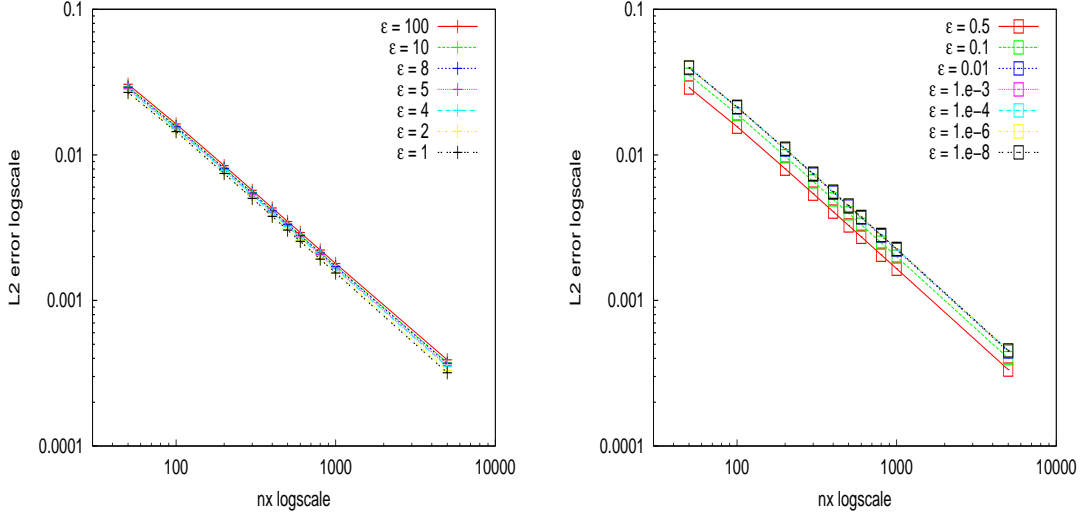 0.1
0.01
0.001
0.0001
L2 error logscale
100
1000
10000
nx logscale
ε = 100
ε = 10
ε = 8
ε = 5
ε = 4
ε = 2
ε = 1
0.1
0.01
0.001
0.0001
L2 error logscale
100
1000
10000
nx logscale
ε = 0.5
ε = 0.1
ε = 0.01
ε = 1.e−3
ε = 1.e−4
ε = 1.e−6
ε = 1.e−8